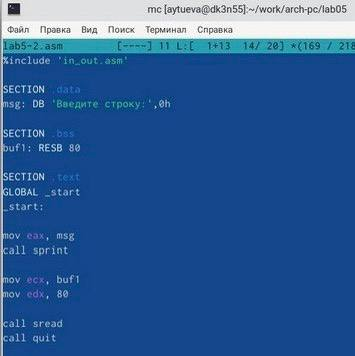 mc [aytueva@dk3n55]:~/work/arch-pc/lab05
Файл Правка Вид Поиск Терминал Справка
lab5-2.asm [----] 11 L:[ 1+13 14/ 20] *(169 / 218
%include 'in_out.asm'
SECTION .data
msg: DB 'Введите строку:',0h
SECTION .bss
buf1: RESB 80
SECTION .text
GLOBAL _start
_start:
mov eax, msg
call sprint
mov ecx, buf1
mov edx, 80
call sread
call quit